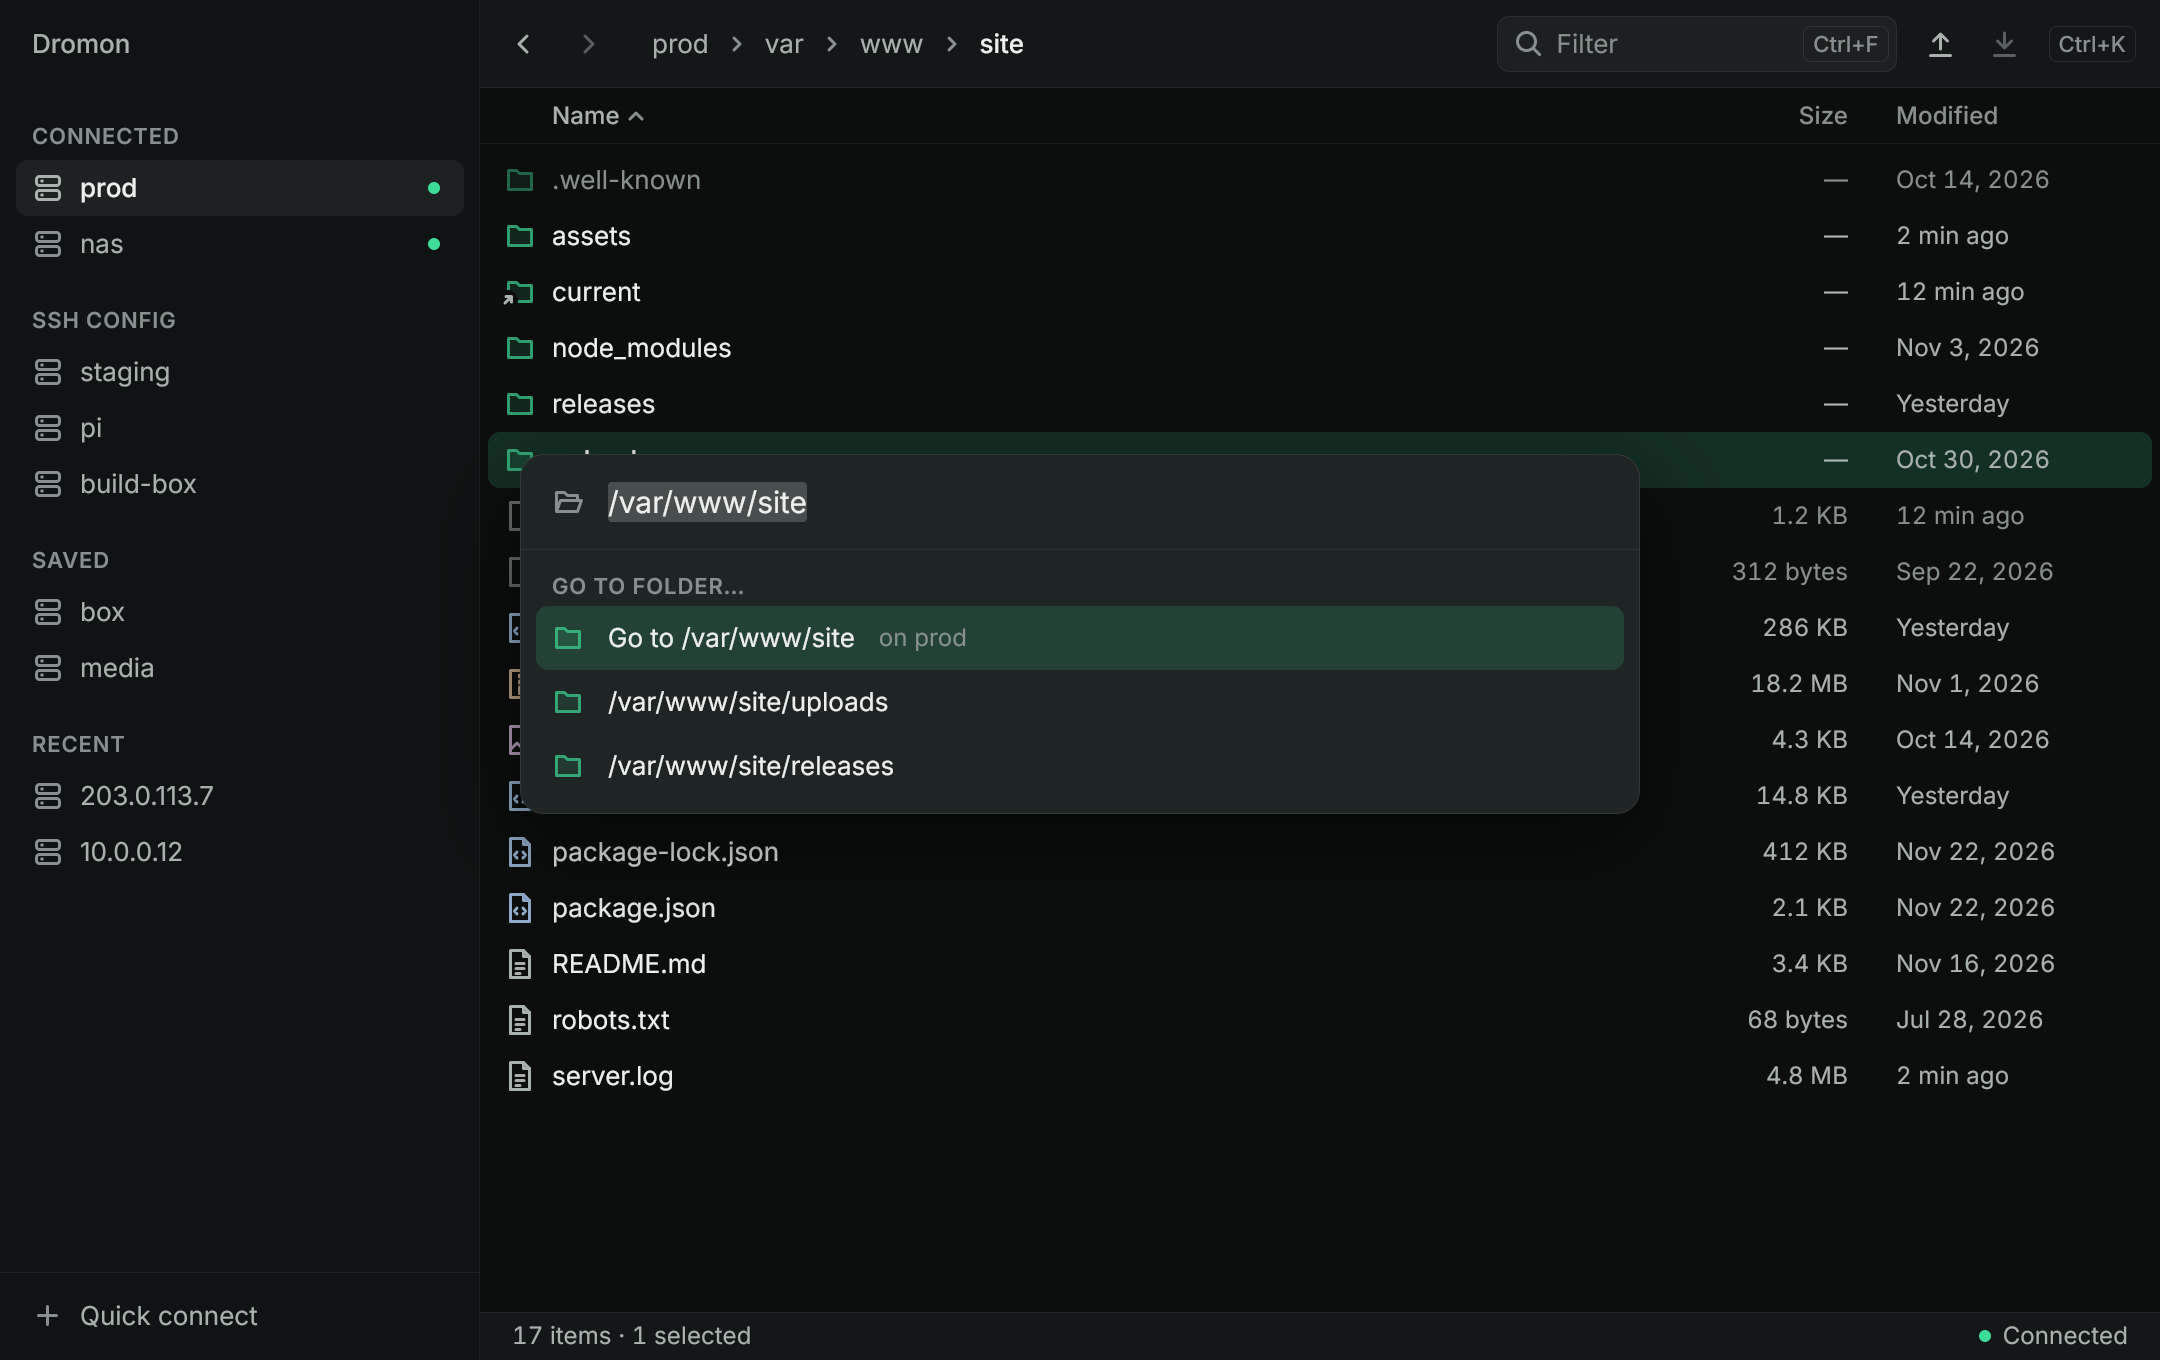 Dromon
CONNECTED
prod
nas
SSH CONFIG
staging
pi
build-box
SAVED
box
media
RECENT
203.0.113.7
10.0.0.12
Quick connect
prod var www site
Filter Ctrl+F Ctrl+K
Name Size Modified
.well-known — Oct 14, 2026
assets — 2 min ago
current — 12 min ago
node_modules — Nov 3, 2026
releases — Yesterday
— Oct 30, 2026
/var/www/site
GO TO FOLDER...
Go to /var/www/site on prod
/var/www/site/uploads
/var/www/site/releases
1.2 KB 12 min ago
312 bytes Sep 22, 2026
286 KB Yesterday
18.2 MB Nov 1, 2026
4.3 KB Oct 14, 2026
14.8 KB Yesterday
package-lock.json 412 KB Nov 22, 2026
package.json 2.1 KB Nov 22, 2026
README.md 3.4 KB Nov 16, 2026
robots.txt 68 bytes Jul 28, 2026
server.log 4.8 MB 2 min ago
17 items · 1 selected
Connected